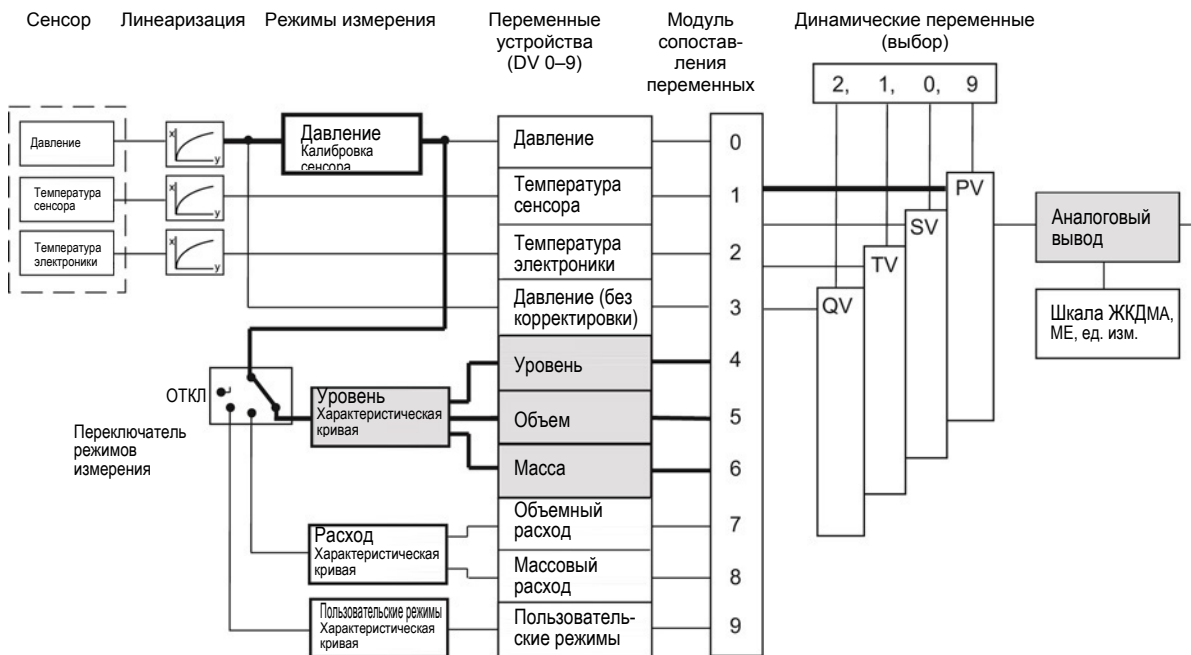 Сенсор
Линеаризация
Режимы измерения
Переменные
устройства
(DV 0–9)
Модуль
сопостав-
ления
переменных
Динамические переменные
(выбор)
2, 1, 0, 9
Давление
Температура
сенсора
Температура
электроники
x
y
x
y
x
y
Давление
Калибровка
сенсора
Давление
Температура
сенсора
Температура
электроники
Давление (без
корректировки)
Уровень
Объем
Масса
Объемный
расход
Массовый
расход
Пользователь-
ские режимы
0
1
2
3
4
5
6
7
8
9
PV
SV
TV
QV
Аналоговый
вывод
Шкала ЖКДМА,
МЕ, ед. изм.
ОТКЛ
Переключатель
режимов
измерения
Уровень
Характеристическая
кривая
Расход
Характеристическая
кривая
Пользовательские режимы
Характеристическая
кривая